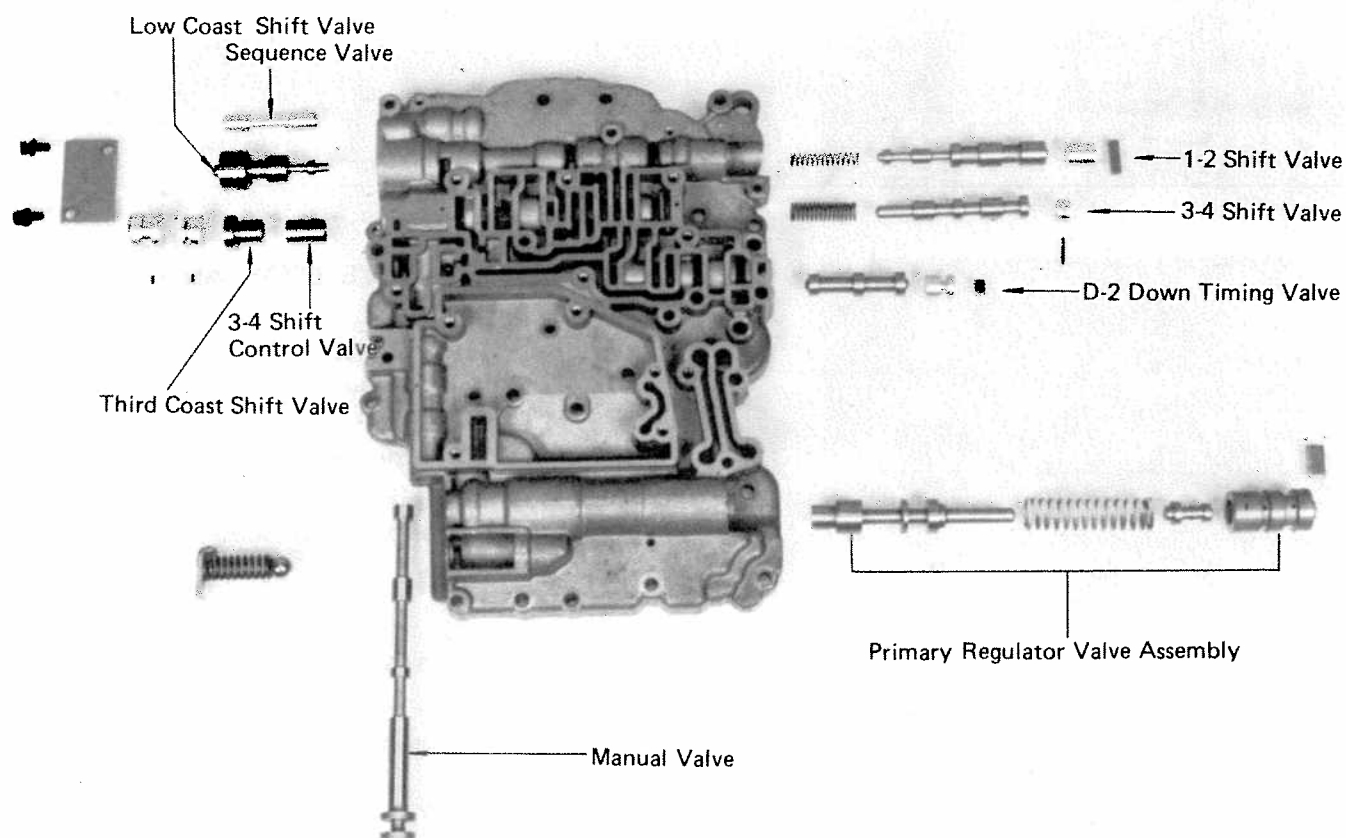 Low Coast Shift Valve
Sequence Valve
1-2 Shift Valve
3-4 Shift Valve
D-2 Down Timing Valve
3-4 Shift
Control Valve
Third Coast Shift Valve
Primary Regulator Valve Assembly
Manual Valve